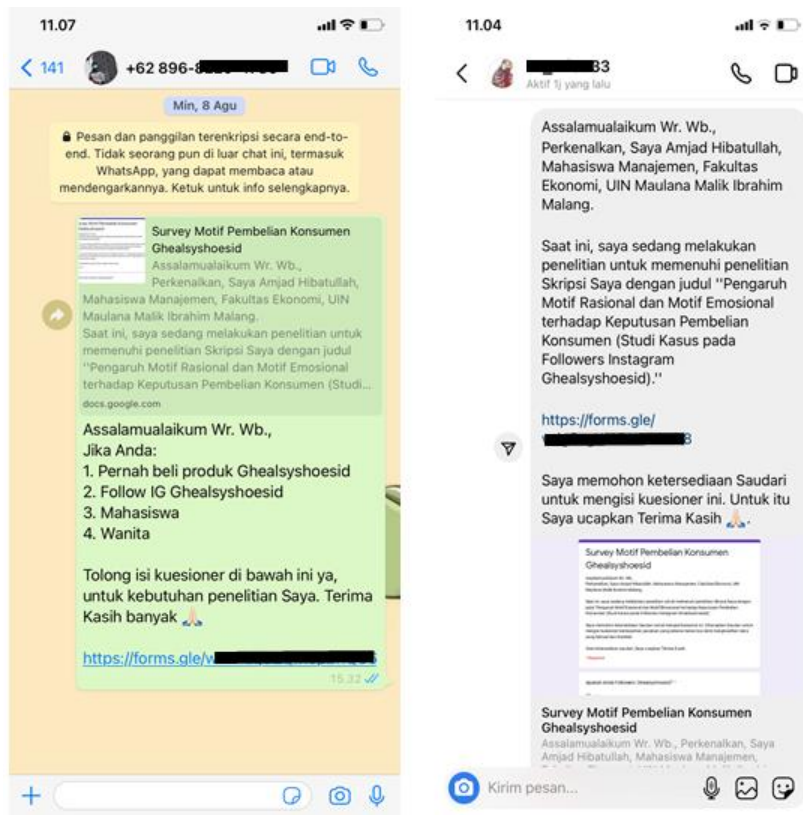 11.07
141
+62 896-8
Min, 8 Agu
Pesan dan panggilan terenkripsi secara end-to-
end. Tidak seorang pun di luar chat ini, termasuk
WhatsApp, yang dapat membaca atau
mendengarkannya. Ketuk untuk info selengkapnya.
Survey Motif Pembelian Konsumen
Ghealsyshoesid
Assalamualaikum Wr. Wb.,
Perkenalkan, Saya Amjad Hibatullah,
Mahasiswa Manajemen, Fakultas Ekonomi, UIN
Maulana Malik Ibrahim Malang.
Saat ini, saya sedang melakukan penelitian untuk
memenuhi penelitian Skripsi Saya dengan judul
"Pengaruh Motif Rasional dan Motif Emosional
terhadap Keputusan Pembelian Konsumen (Studi...
docs.google.com
Assalamualaikum Wr. Wb.,
Jika Anda:
1. Pernah beli produk Ghealsyshoesid
2. Follow IG Ghealsyshoesid
3. Mahasiswa
4. Wanita
Tolong isi kuesioner di bawah ini ya,
untuk kebutuhan penelitian Saya. Terima
Kasih banyak 🙏🏻
https://forms.gle/
15.32
11.04
33
Aktif 1j yang lalu
Assalamualaikum Wr. Wb.,
Perkenalkan, Saya Amjad Hibatullah,
Mahasiswa Manajemen, Fakultas
Ekonomi, UIN Maulana Malik Ibrahim
Malang.
Saat ini, saya sedang melakukan
penelitian untuk memenuhi penelitian
Skripsi Saya dengan judul "Pengaruh
Motif Rasional dan Motif Emosional
terhadap Keputusan Pembelian
Konsumen (Studi Kasus pada
Followers Instagram
Ghealsyshoesid)."
https://forms.gle/
8
Saya memohon ketersediaan Saudari
untuk mengisi kuesioner ini. Untuk itu
Saya ucapkan Terima Kasih 🙏🏻.
Survey Motif Pembelian Konsumen
Ghealsyshoesid
Survey Motif Pembelian Konsumen
Ghealsyshoesid
Assalamualaikum Wr. Wb., Perkenalkan, Saya
Amjad Hibatullah, Mahasiswa Manajemen,
Kirim pesan...